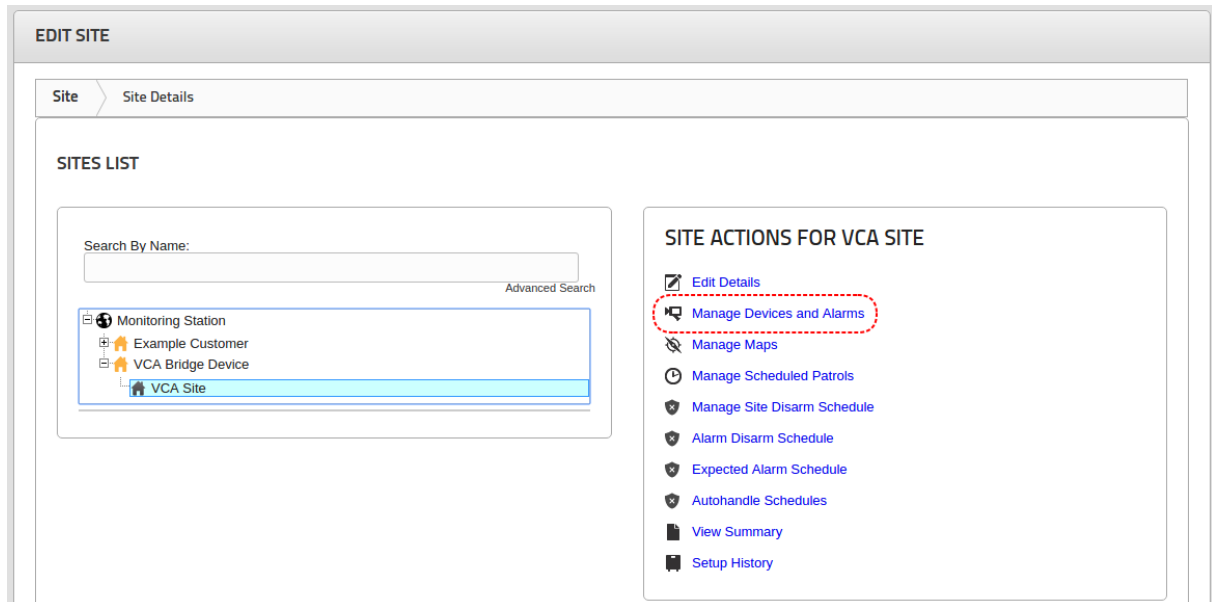 EDIT SITE
Site
Site Details
SITES LIST
Search By Name:
Advanced Search
Monitoring Station
Example Customer
VCA Bridge Device
VCA Site
SITE ACTIONS FOR VCA SITE
Edit Details
Manage Devices and Alarms
Manage Maps
Manage Scheduled Patrols
Manage Site Disarm Schedule
Alarm Disarm Schedule
Expected Alarm Schedule
Autohandle Schedules
View Summary
Setup History